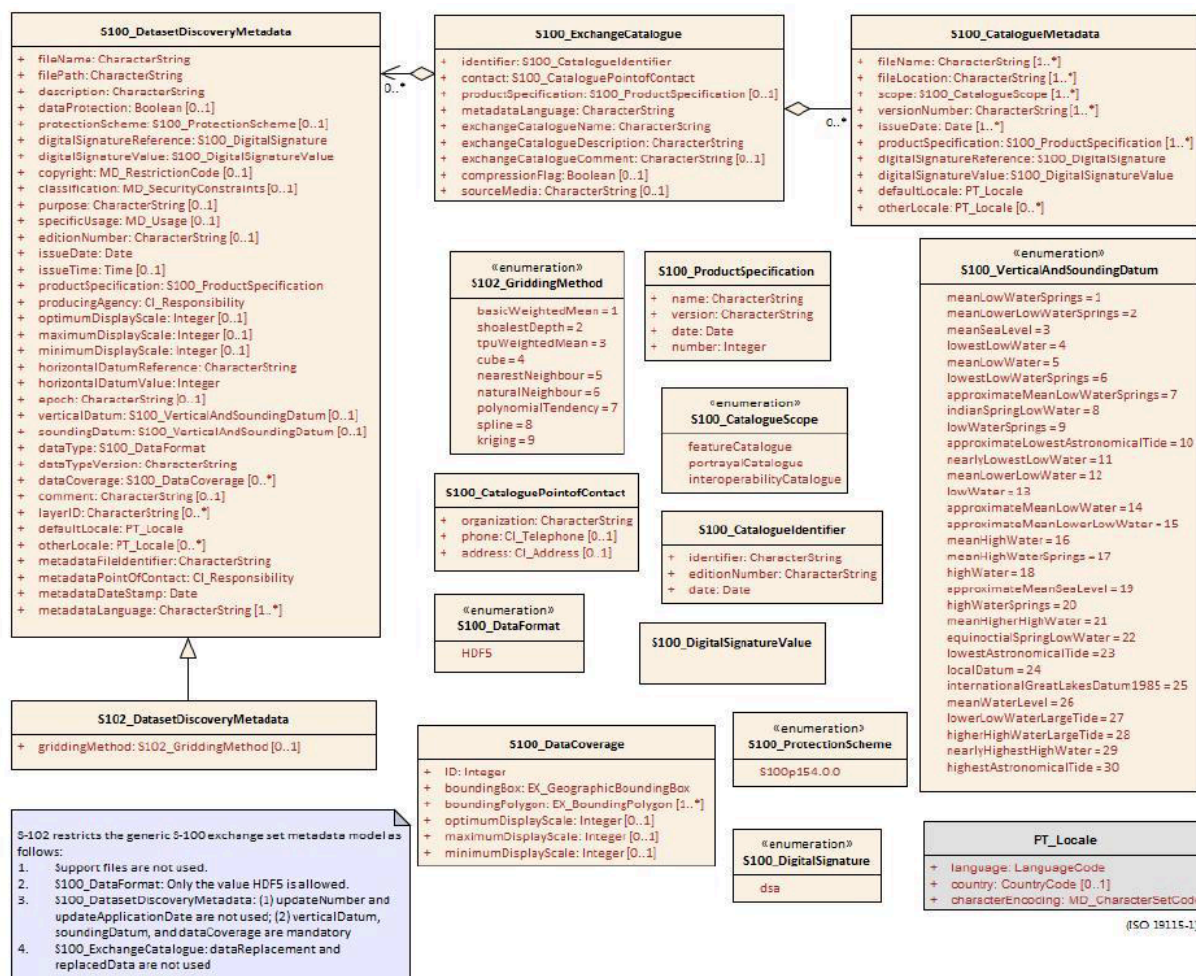 S100_DatasetDiscoveryMetadata
+ fileName: CharacterString
+ filePath: CharacterString
+ description: CharacterString
+ dataProtection: Boolean [0..1]
+ protectionScheme: S100_ProtectionScheme [0..1]
+ digitalSignatureReference: S100_DigitalSignature
+ digitalSignatureValue: S100_DigitalSignatureValue
+ copyright: MD_RestrictionCode [0..1]
+ classification: MD_SecurityConstraints [0..1]
+ purpose: CharacterString [0..1]
+ specificUsage: MD_Usage [0..1]
+ editionNumber: CharacterString [0..1]
+ issueDate: Date
+ issueTime: Time [0..1]
+ productSpecification: S100_ProductSpecification
+ producingAgency: CI_Responsibility
+ optimumDisplayScale: Integer [0..1]
+ maximumDisplayScale: Integer [0..1]
+ minimumDisplayScale: Integer [0..1]
+ horizontalDatumReference: CharacterString
+ horizontalDatumValue: Integer
+ epoch: CharacterString [0..1]
+ verticalDatum: S100_VerticalAndSoundingDatum [0..1]
+ soundingDatum: S100_VerticalAndSoundingDatum [0..1]
+ dataType: S100_DataFormat
+ dataTypeVersion: CharacterString
+ dataCoverage: S100_DataCoverage [0..*]
+ comment: CharacterString [0..1]
+ layerID: CharacterString [0..*]
+ defaultLocale: PT_Locale
+ otherLocale: PT_Locale [0..*]
+ metadataFileIdentifier: CharacterString
+ metadataPointOfContact: CI_Responsibility
+ metadataDateStamp: Date
+ metadataLanguage: CharacterString [1..*]
0..*
S100_ExchangeCatalogue
+ identifier: S100_CatalogueIdentifier
+ contact: S100_CataloguePointofContact
+ productSpecification: S100_ProductSpecification [0..1]
+ metadataLanguage: CharacterString
+ exchangeCatalogueName: CharacterString
+ exchangeCatalogueDescription: CharacterString
+ exchangeCatalogueComment: CharacterString [0..1]
+ compressionFlag: Boolean [0..1]
+ sourceMedia: CharacterString [0..1]
0..*
S100_CatalogueMetadata
+ fileName: CharacterString [1..*]
+ fileLocation: CharacterString [1..*]
+ scope: S100_CatalogueScope [1..*]
+ versionNumber: CharacterString [1..*]
+ issueDate: Date [1..*]
+ productSpecification: S100_ProductSpecification [1..*]
+ digitalSignatureReference: S100_DigitalSignature
+ digitalSignatureValue: S100_DigitalSignatureValue
+ defaultLocale: PT_Locale
+ otherLocale: PT_Locale [0..*]
«enumeration»
S102_GriddingMethod
basicWeightedMean = 1
shoalestDepth = 2
tpuWeightedMean = 3
cube = 4
nearestNeighbour = 5
naturalNeighbour = 6
polynomialTendency = 7
spline = 8
kriging = 9
S100_ProductSpecification
+ name: CharacterString
+ version: CharacterString
+ date: Date
+ number: Integer
«enumeration»
S100_CatalogueScope
featureCatalogue
portrayalCatalogue
interoperabilityCatalogue
«enumeration»
S100_VerticalAndSoundingDatum
meanLowWaterSprings = 1
meanLowerLowWaterSprings = 2
meanSeaLevel = 3
lowestLowWater = 4
meanLowWater = 5
lowestLowWaterSprings = 6
approximateMeanLowWaterSprings = 7
indianSpringLowWater = 8
lowWaterSprings = 9
approximateLowestAstronomicalTide = 10
nearlyLowestLowWater = 11
meanLowerLowWater = 12
lowWater = 13
approximateMeanLowWater = 14
approximateMeanLowerLowWater = 15
meanHighWater = 16
meanHighWaterSprings = 17
highWater = 18
approximateMeanSeaLevel = 19
highWaterSprings = 20
meanHigherHighWater = 21
equinoctialSpringLowWater = 22
lowestAstronomicalTide = 23
localDatum = 24
internationalGreatLakesDatum1985 = 25
meanWaterLevel = 26
lowerLowWaterLargeTide = 27
higherHighWaterLargeTide = 28
nearlyHighestHighWater = 29
highestAstronomicalTide = 30
S100_CataloguePointofContact
+ organization: CharacterString
+ phone: CI_Telephone [0..1]
+ address: CI_Address [0..1]
S100_CatalogueIdentifier
+ identifier: CharacterString
+ editionNumber: CharacterString
+ date: Date
«enumeration»
S100_DataFormat
HDF5
S100_DigitalSignatureValue
S102_DatasetDiscoveryMetadata
+ griddingMethod: S102_GriddingMethod [0..1]
S100_DataCoverage
+ ID: Integer
+ boundingBox: EX_GeographicBoundingBox
+ boundingPolygon: EX_BoundingPolygon [1..*]
+ optimumDisplayScale: Integer [0..1]
+ maximumDisplayScale: Integer [0..1]
+ minimumDisplayScale: Integer [0..1]
«enumeration»
S100_ProtectionScheme
S100p154.0.0
«enumeration»
S100_DigitalSignature
dsa
PT_Locale
+ language: LanguageCode
+ country: CountryCode [0..1]
+ characterEncoding: MD_CharacterSetCode
(ISO 19115-1)
S-102 restricts the generic S-100 exchange set metadata model as
follows:
1. Support files are not used.
2. S100_DataFormat: Only the value HDF5 is allowed.
3. S100_DatasetDiscoveryMetadata: (1) updateNumber and
updateApplicationDate are not used; (2) verticalDatum,
soundingDatum, and dataCoverage are mandatory
4. S100_ExchangeCatalogue: dataReplacement and
replacedData are not used